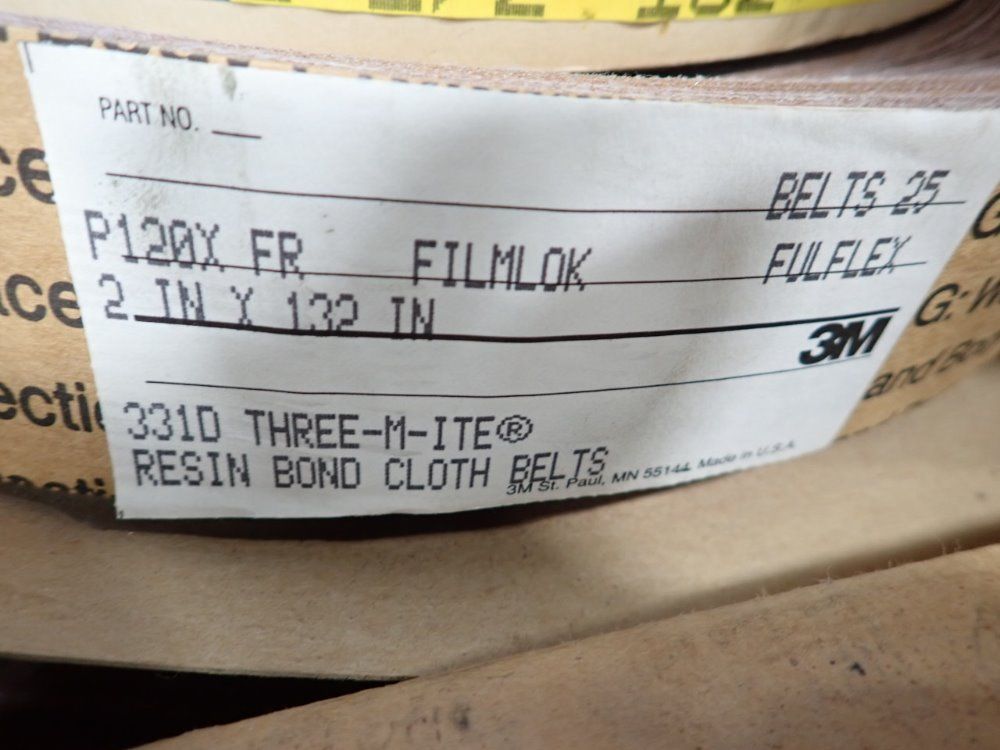 PART NO.
BELTS 25
P120X FR FILMLOK FULFLEX
2 IN X 132 IN
3M
331D THREE-M-ITE®
RESIN BOND CLOTH BELTS
3M St. Paul, MN 55144 Made in U.S.A.
G: W
and